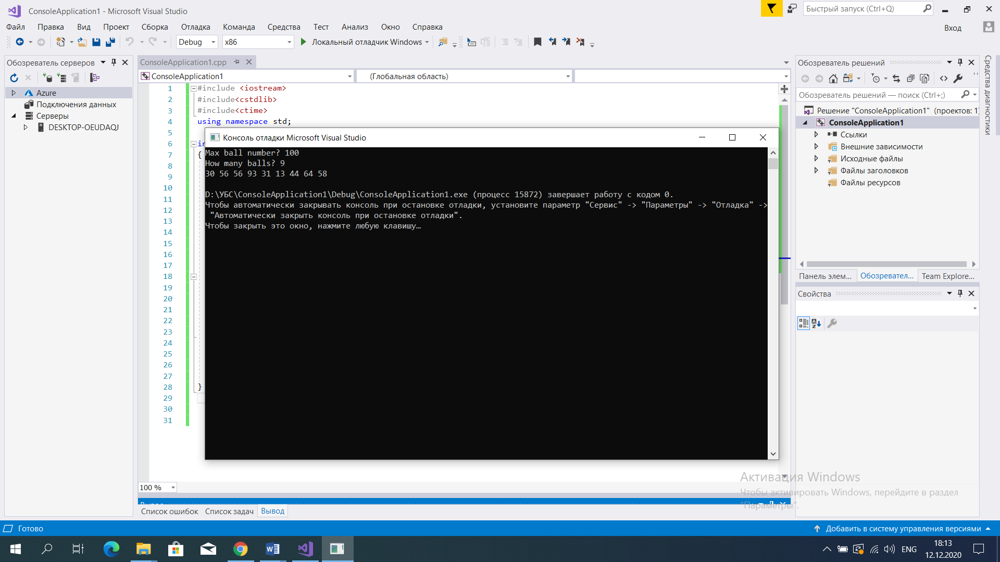 ConsoleApplication1 - Microsoft Visual Studio
Быстрый запуск (Ctrl+Q)
Файл Правка Вид Проект Сборка Отладка Команда Средства Тест Анализ Окно Справка
Вход
Debug x86 Локальный отладчик Windows
Обозреватель серверов
Azure
Подключения данных
Серверы
DESKTOP-OEUDAQJ
ConsoleApplication1.cpp
ConsoleApplication1 (Глобальная область)
1 #include <iostream>
2 #include<cstdlib>
3 #include<ctime>
4 using namespace std;
5
6 in
7 {
8
9
10
11
12
13
14
15
16
17
18
19
20
21
22
23
24
25
26
27
28 }
29
30
31
Консоль отладки Microsoft Visual Studio
Max ball number? 100
How many balls? 9
30 56 56 93 31 13 44 64 58
D:\УБС\ConsoleApplication1\Debug\ConsoleApplication1.exe (процесс 15872) завершает работу с кодом 0.
Чтобы автоматически закрывать консоль при остановке отладки, установите параметр "Сервис" -> "Параметры" -> "Отладка" ->
"Автоматически закрыть консоль при остановке отладки".
Чтобы закрыть это окно, нажмите любую клавишу…
100 %
Список ошибок Список задач Вывод
Обозреватель решений
Обозреватель решений — поиск (Ctrl+;)
Решение "ConsoleApplication1" (проектов: 1)
ConsoleApplication1
Ссылки
Внешние зависимости
Исходные файлы
Файлы заголовков
Файлы ресурсов
Панель элем... Обозревател... Team Explore...
Свойства
Средства диагностики
Активация Windows
Чтобы активировать Windows, перейдите в раздел
"Параметры".
Готово
Добавить в систему управления версиями
ENG
18:13
12.12.2020